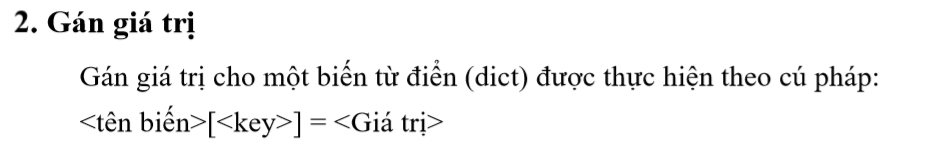 2. Gán giá trị
Gán giá trị cho một biến từ điển (dict) được thực hiện theo cú pháp:
<tên biến>[<key>] = <Giá trị>